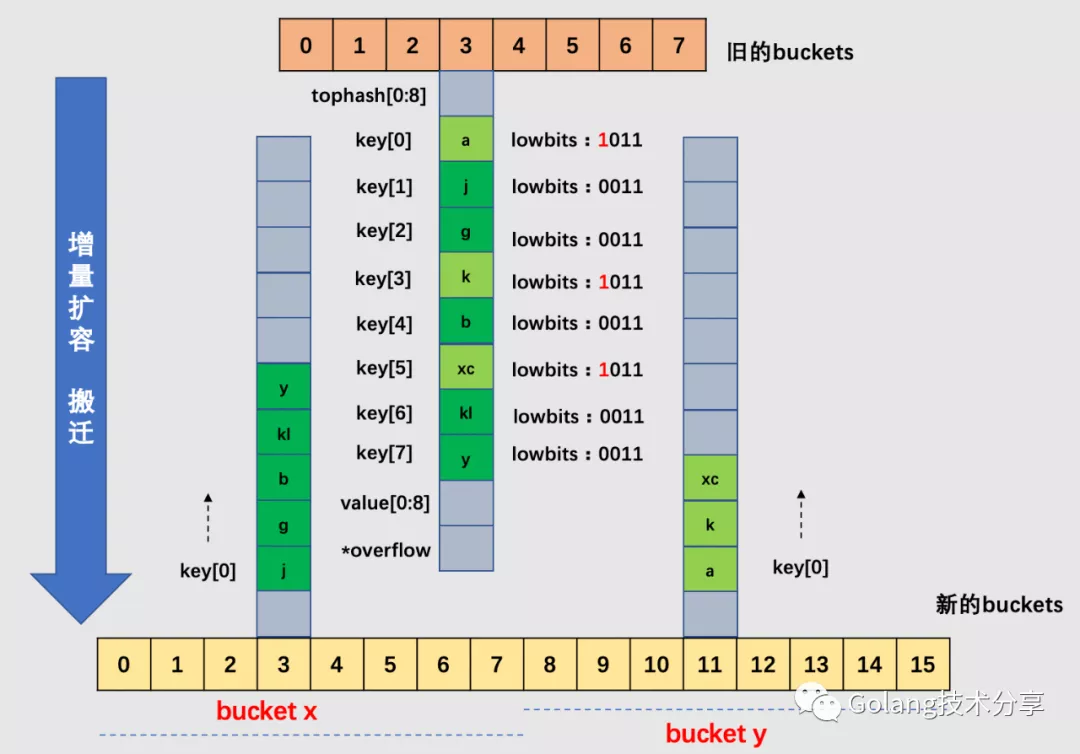 0 1 2 3 4 5 6 7 旧的buckets
tophash[0:8]
key[0] a lowbits：1011
key[1] j lowbits：0011
key[2] g lowbits：0011
key[3] k lowbits：1011
key[4] b lowbits：0011
key[5] xc lowbits：1011
key[6] kl lowbits：0011
key[7] y lowbits：0011
value[0:8]
*overflow
增量扩容 搬迁
y
kl
b
g
j
key[0]
xc
k
a
key[0]
新的buckets
0 1 2 3 4 5 6 7 8 9 10 11 12 13 14 15
bucket x
bucket y
Golang技术分享